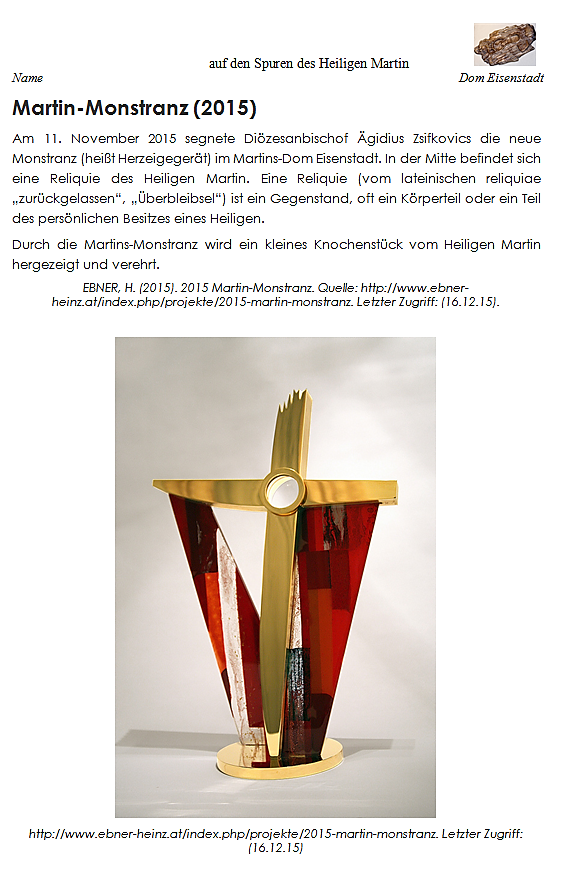 auf den Spuren des Heiligen Martin
Name
Dom Eisenstadt
Martin-Monstranz (2015)
Am 11. November 2015 segnete Diözesanbischof Ägidius Zsifkovics die neue
Monstranz (heißt Herzeigegerät) im Martins-Dom Eisenstadt. In der Mitte befindet sich
eine Reliquie des Heiligen Martin. Eine Reliquie (vom lateinischen reliquiae
„zurückgelassen“, „Überbleibsel“) ist ein Gegenstand, oft ein Körperteil oder ein Teil
des persönlichen Besitzes eines Heiligen.
Durch die Martins-Monstranz wird ein kleines Knochenstück vom Heiligen Martin
hergezeigt und verehrt.
EBNER, H. (2015). 2015 Martin-Monstranz. Quelle: http://www.ebner-
heinz.at/index.php/projekte/2015-martin-monstranz. Letzter Zugriff: (16.12.15).
http://www.ebner-heinz.at/index.php/projekte/2015-martin-monstranz. Letzter Zugriff:
(16.12.15)